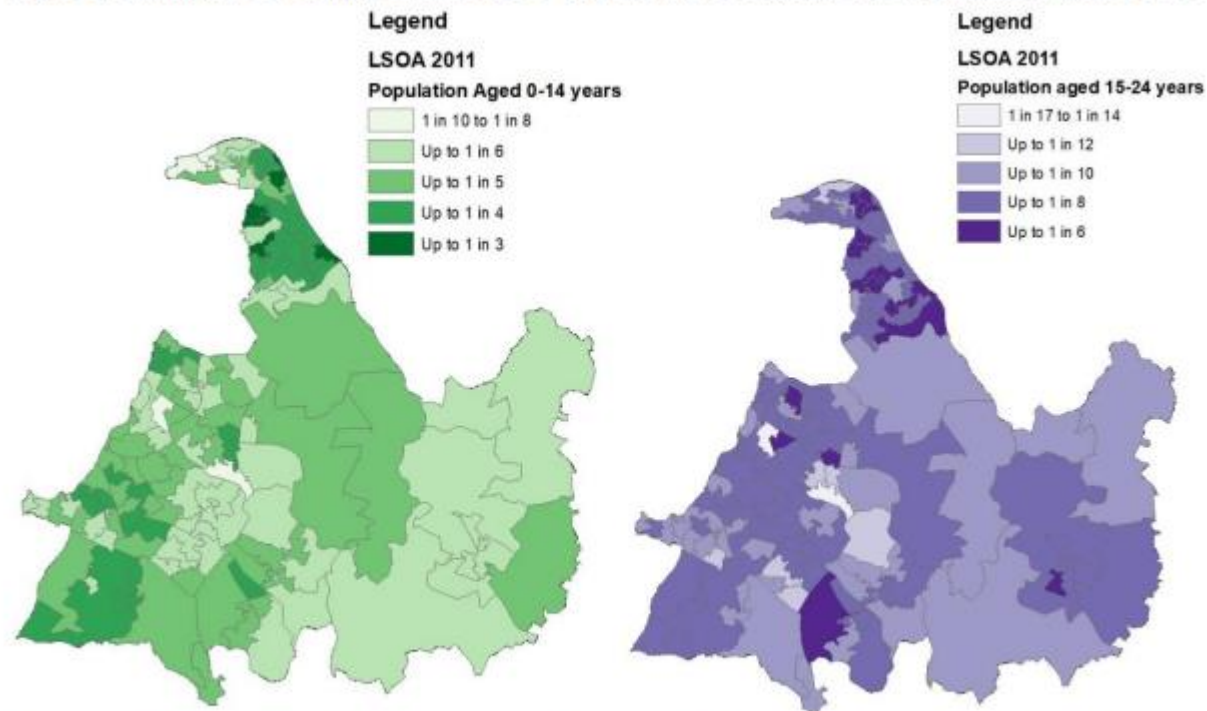 Legend
LSOA 2011
Population Aged 0-14 years
1 in 10 to 1 in 8
Up to 1 in 6
Up to 1 in 5
Up to 1 in 4
Up to 1 in 3
Legend
LSOA 2011
Population aged 15-24 years
1 in 17 to 1 in 14
Up to 1 in 12
Up to 1 in 10
Up to 1 in 8
Up to 1 in 6